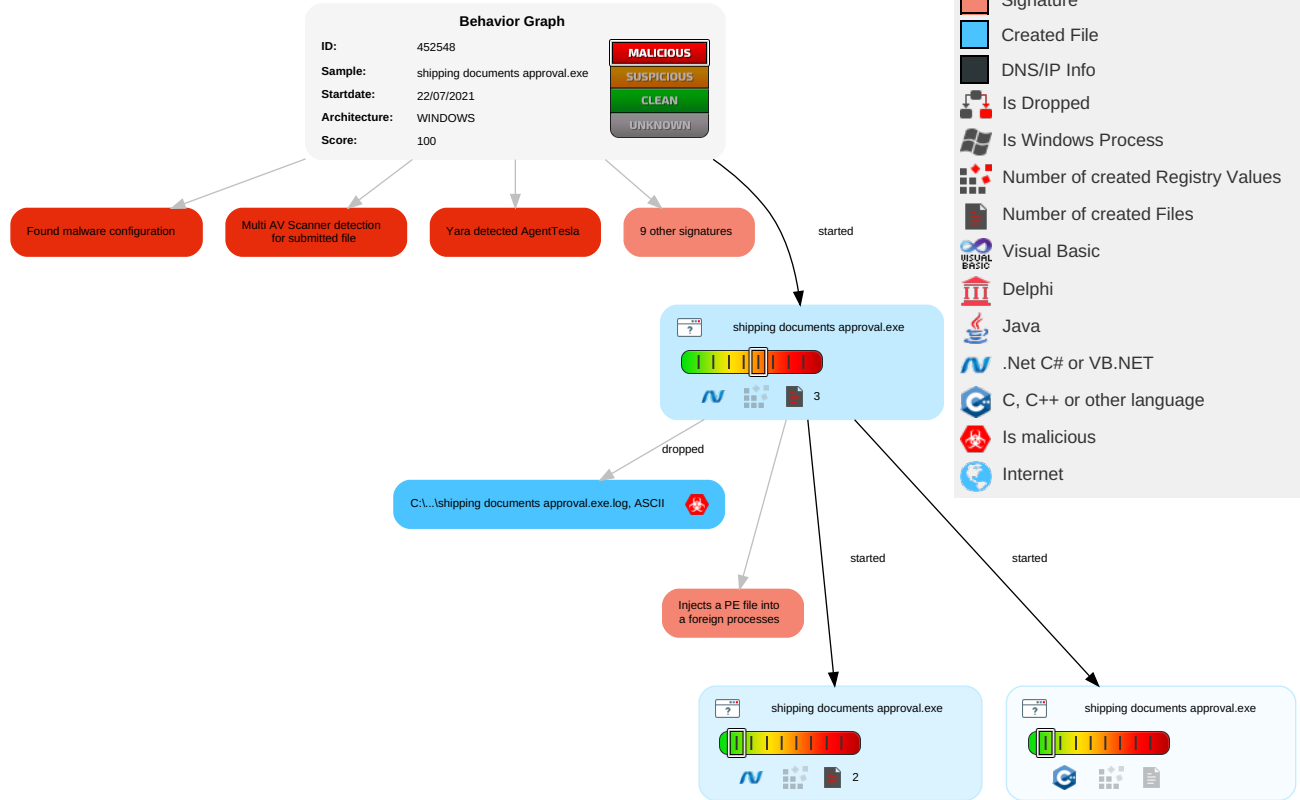 Behavior Graph
ID:
452548
Sample:
shipping documents approval.exe
Startdate:
22/07/2021
Architecture:
WINDOWS
Score:
100
MALICIOUS
SUSPICIOUS
CLEAN
UNKNOWN
Signature
Created File
DNS/IP Info
Is Dropped
Is Windows Process
Number of created Registry Values
Number of created Files
VISUAL
BASIC
Visual Basic
Delphi
Java
.Net C# or VB.NET
C, C++ or other language
Is malicious
Internet
Found malware configuration
Multi AV Scanner detection
for submitted file
Yara detected AgentTesla
9 other signatures
started
shipping documents approval.exe
3
dropped
C:\...\shipping documents approval.exe.log, ASCII
started
started
Injects a PE file into
a foreign processes
shipping documents approval.exe
2
shipping documents approval.exe